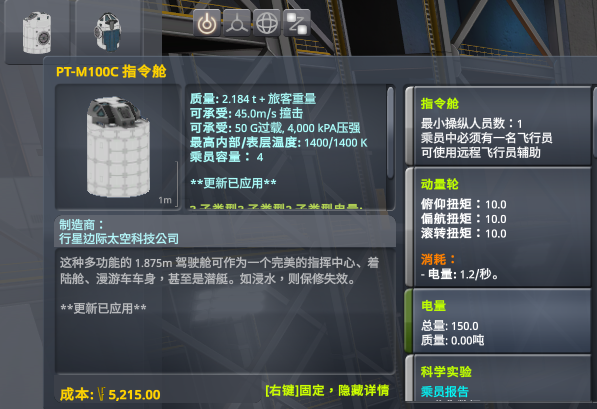 PT-M100C 指令舱
质量: 2.184 t + 旅客重量
可承受: 45.0m/s 撞击
可承受: 50 G过载, 4,000 kPa压强
最高内部/表层温度: 1400/1400 K
乘员容量： 4
**更新已应用**
1m
制造商：
行星边际太空科技公司
这种多功能的 1.875m 驾驶舱可作为一个完美的指挥中心、着
陆舱、漫游车车身，甚至是潜艇。如浸水，则保修失效。
**更新已应用**
成本: 5,215.00
[右键]固定，隐藏详情
指令舱
最小操纵人员数：1
乘员中必须有一名飞行员
可使用远程飞行员辅助
动量轮
俯仰扭矩：10.0
偏航扭矩：10.0
滚转扭矩：10.0
消耗：
- 电量: 1.2/秒。
电量
总量: 150.0
质量: 0.00吨
科学实验
乘员报告